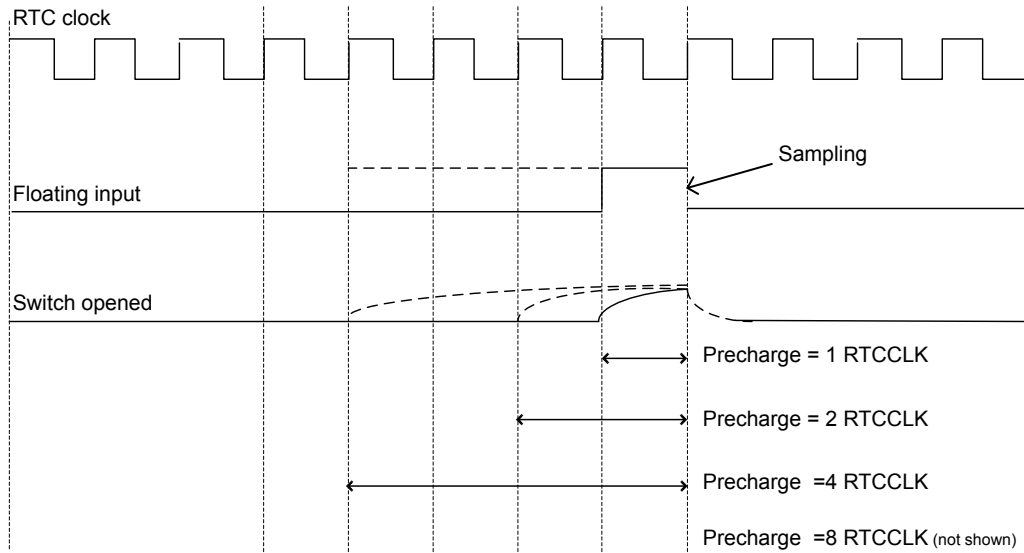 RTC clock
Sampling
Floating input
Switch opened
Precharge = 1 RTCCLK
Precharge = 2 RTCCLK
Precharge =4 RTCCLK
Precharge =8 RTCCLK (not shown)